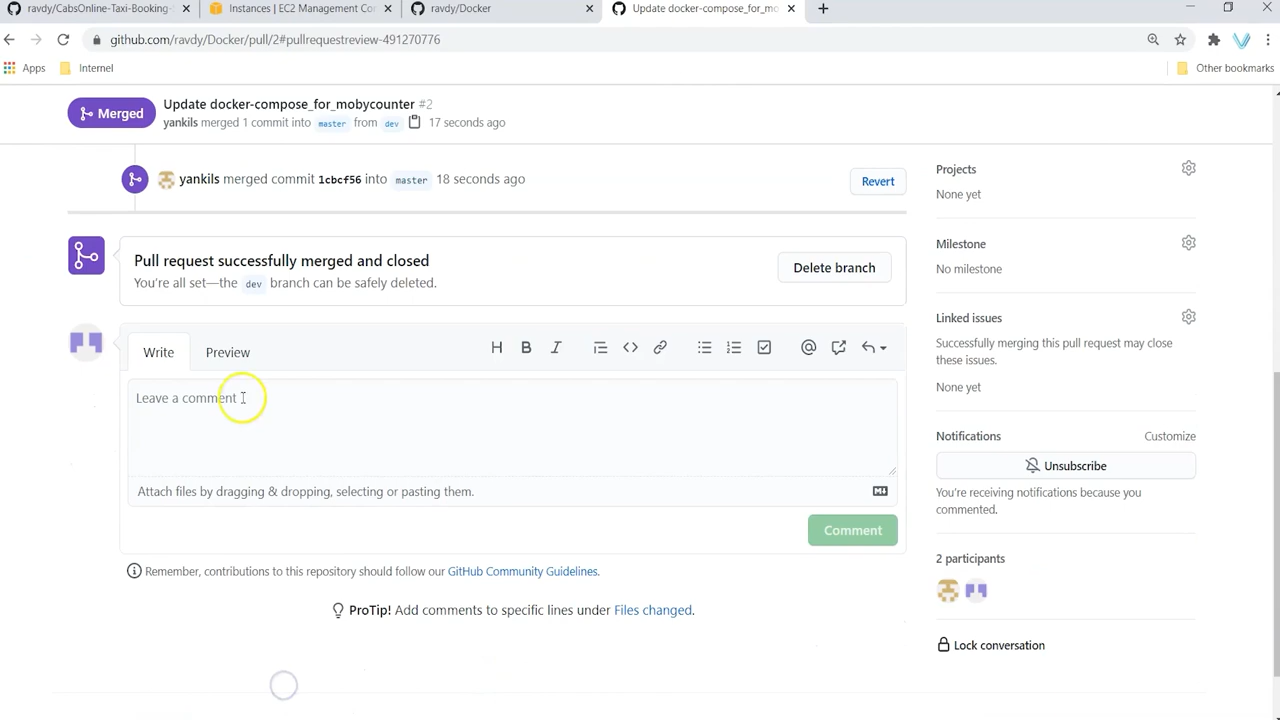 ravdy/CabsOnline-Taxi-Booking-
Instances | EC2 Management Con
ravdy/Docker
Update docker-compose_for_mo
github.com/ravdy/Docker/pull/2#pullrequestreview-491270776
Apps
Internet
Other bookmarks
Merged
Update docker-compose_for_mobycounter #2
yankils merged 1 commit into master from dev 17 seconds ago
yankils merged commit 1cbcf56 into master 18 seconds ago
Revert
Pull request successfully merged and closed
You're all set—the dev branch can be safely deleted.
Delete branch
Write
Preview
Leave a comment
Attach files by dragging & dropping, selecting or pasting them.
Comment
Remember, contributions to this repository should follow our GitHub Community Guidelines.
ProTip! Add comments to specific lines under Files changed.
Projects
None yet
Milestone
No milestone
Linked issues
Successfully merging this pull request may close
these issues.
None yet
Notifications
Customize
Unsubscribe
You're receiving notifications because you
commented.
2 participants
Lock conversation